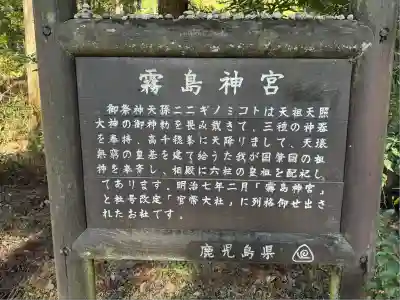 霧島神宮
御祭神天孫ニニギノミコトは天祖天照
大神の御神勅を畏み戴きて、三種の神器
を奉持、高千穂峯に天降りまして、天壌
無窮の皇基を建て給うた我が国肇国の祖
神を奉斎し、相殿に六柱の皇祖を配祀し
てあります。明治七年二月「霧島神宮」
と社号改定「官幣大社」に列格仰せ出さ
れたお社です。
鹿児島県